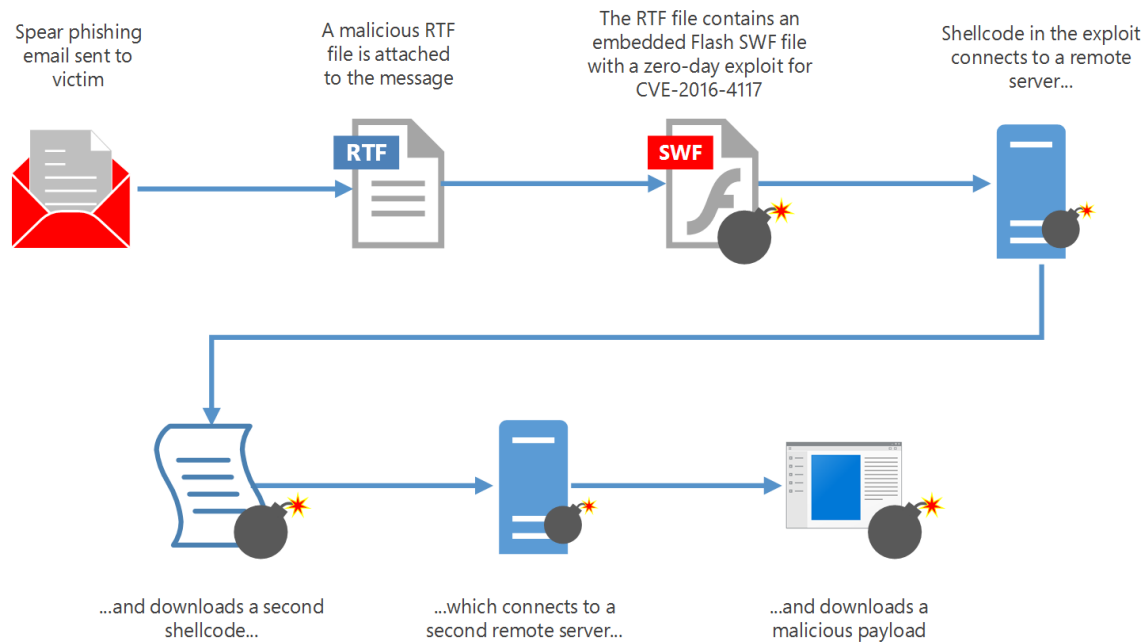 Spear phishing
email sent to
victim
A malicious RTF
file is attached
to the message
The RTF file contains an
embedded Flash SWF file
with a zero-day exploit for
CVE-2016-4117
Shellcode in the exploit
connects to a remote
server...
RTF
SWF
...and downloads a second
shellcode...
...which connects to a
second remote server...
...and downloads a
malicious payload